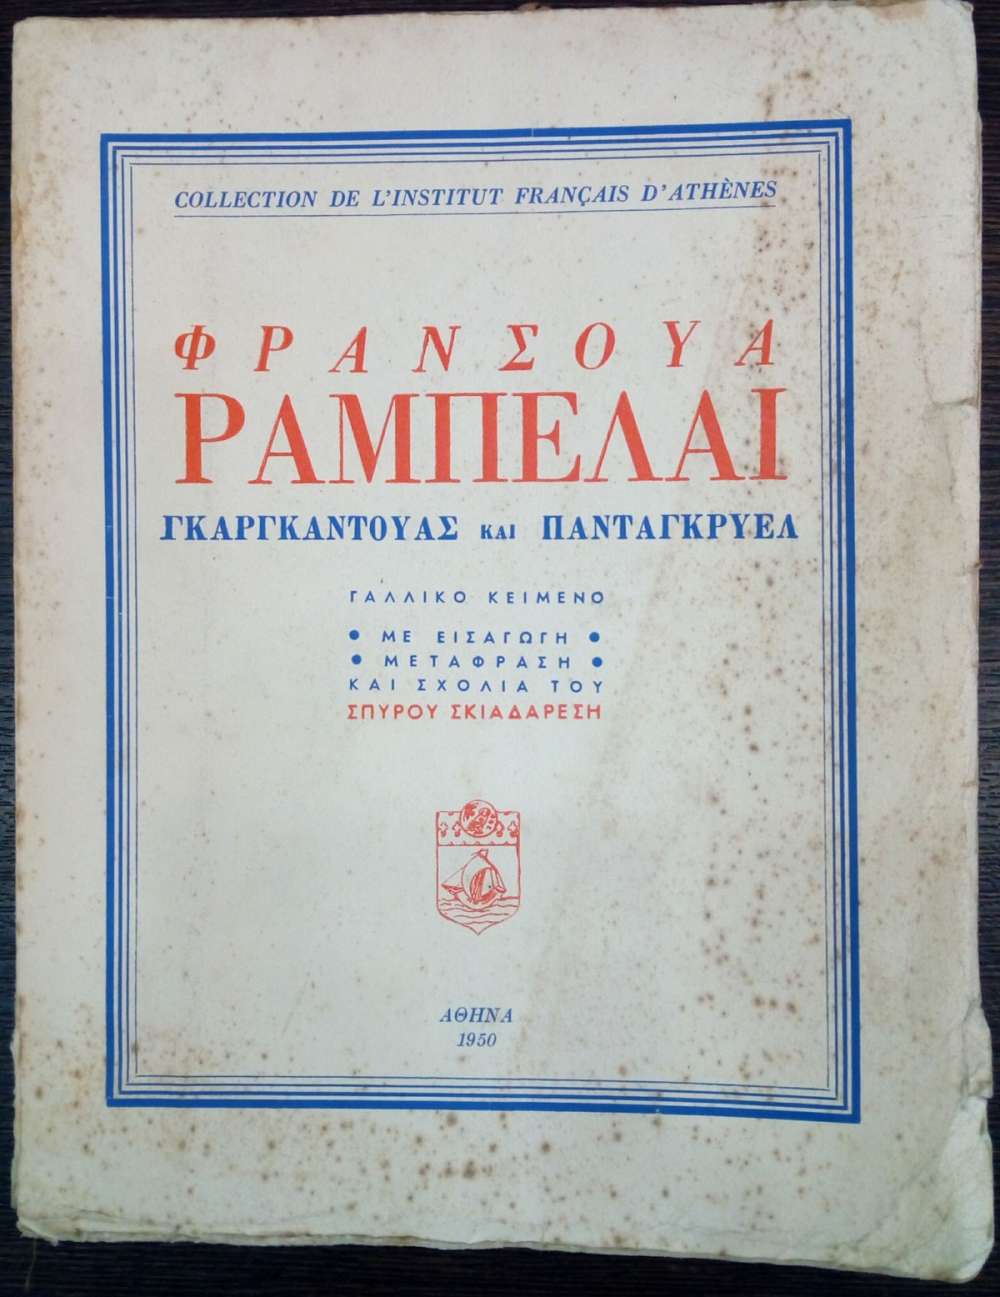 COLLECTION DE L'INSTITUT FRANÇAIS D'ATHÈNES
ΦΡΑΝΣΟΥΑ
ΡΑΜΠΕΛΑΙ
ΓΚΑΡΓΚΑΝΤΟΥΑΣ και ΠΑΝΤΑΓΚΡΥΕΛ
ΓΑΛΛΙΚΟ ΚΕΙΜΕΝΟ
• ΜΕ ΕΙΣΑΓΩΓΗ •
• ΜΕΤΑΦΡΑΣΗ •
ΚΑΙ ΣΧΟΛΙΑ ΤΟΥ
ΣΠΥΡΟΥ ΣΚΙΑΔΑΡΕΣΗ
ΑΘΗΝΑ
1950